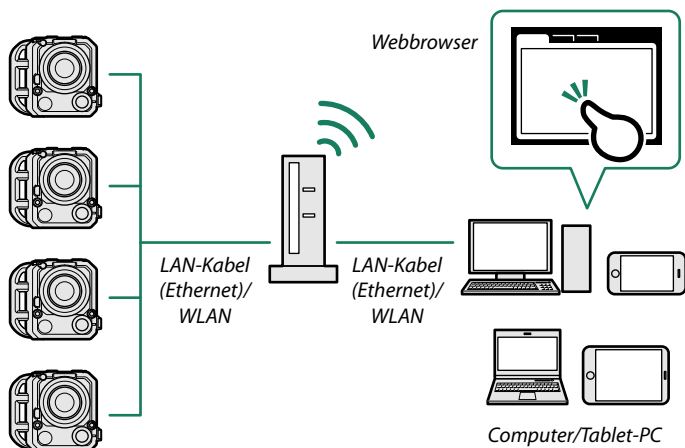 Webbrowser
LAN-Kabel
(Ethernet)/
WLAN
LAN-Kabel
(Ethernet)/
WLAN
Computer/Tablet-PC